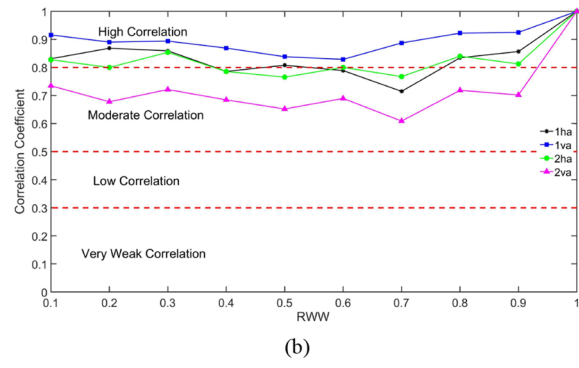 1
0.9
0.8
0.7
0.6
0.5
0.4
0.3
0.2
0.1
0
Correlation Coefficient
High Correlation
Moderate Correlation
Low Correlation
Very Weak Correlation
1ha
1va
2ha
2va
0.1 0.2 0.3 0.4 0.5 0.6 0.7 0.8 0.9 1
RWW
(b)